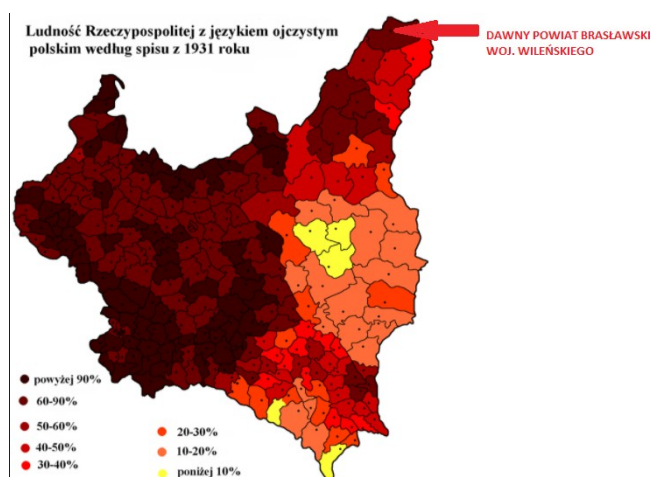 Ludność Rzeczypospolitej z językiem ojczystym
polskim według spisu z 1931 roku
DAWNY POWIAT BRASŁAWSKI
WOJ. WILEŃSKIEGO
powyżej 90%
60-90%
50-60%
40-50%
30-40%
20-30%
10-20%
poniżej 10%